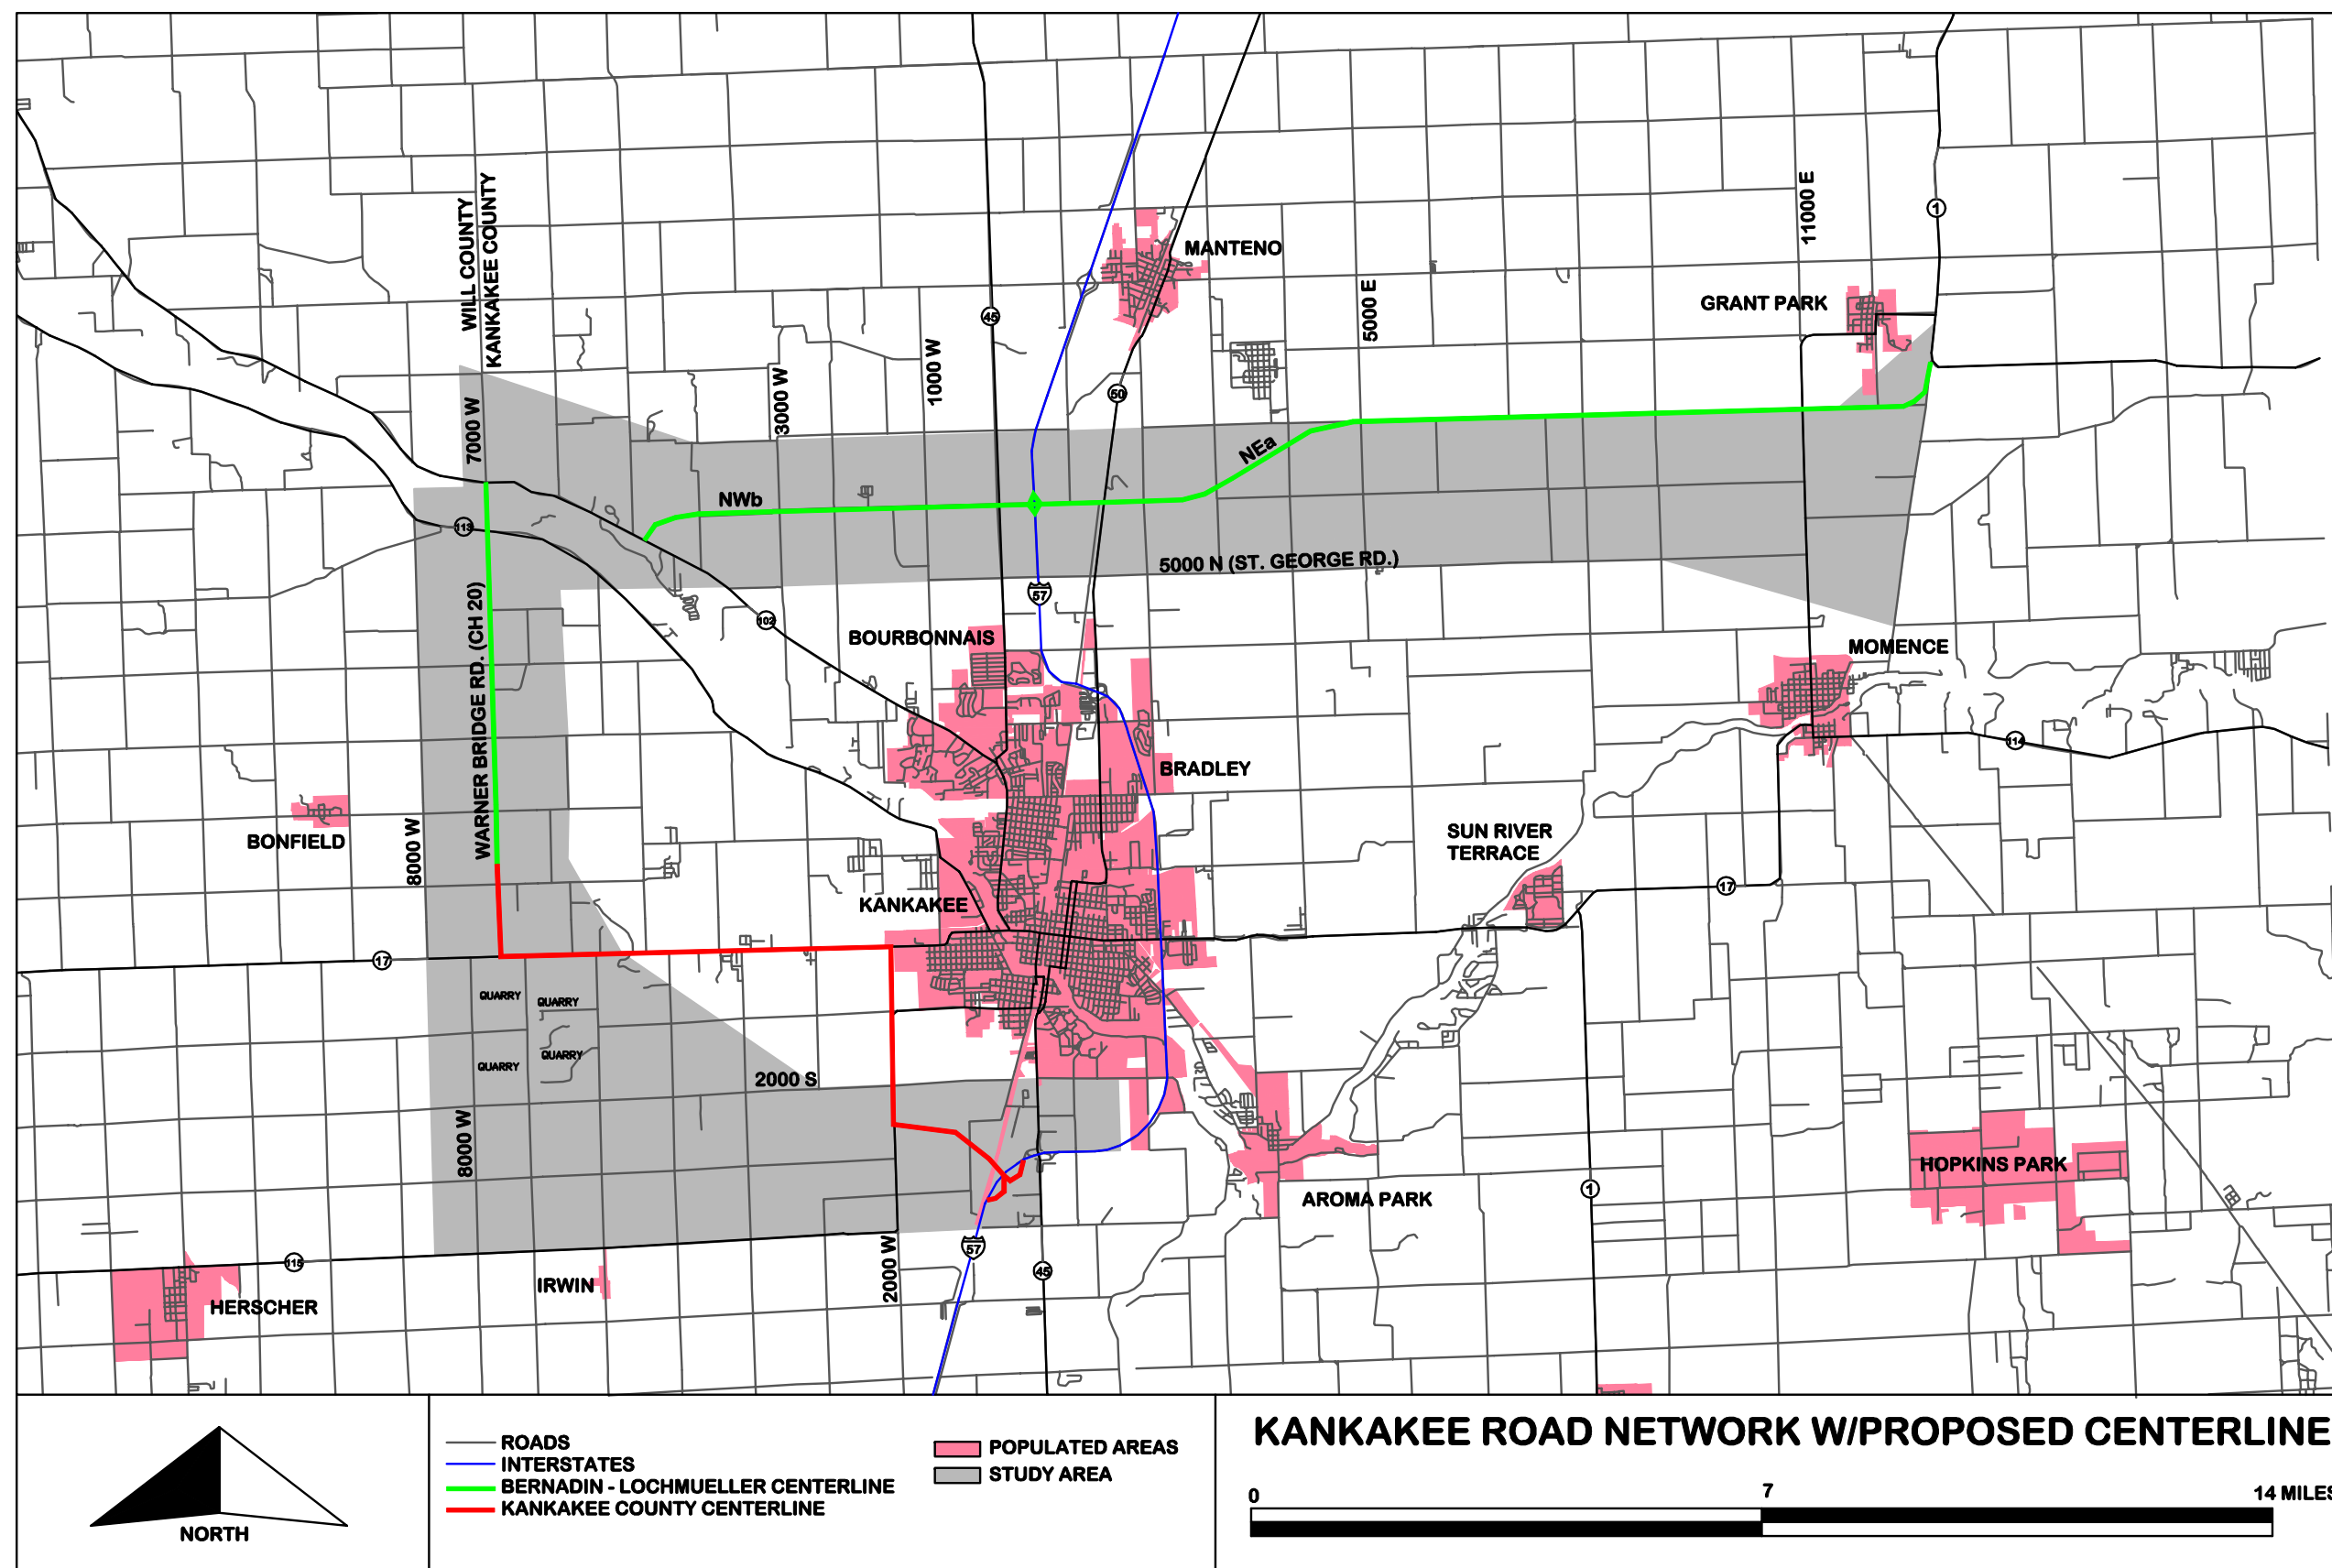 WILL COUNTY
KANKAKEE COUNTY
11000 E
1
MANTENO
5000 E
GRANT PARK
45
1000 W
3000 W
50
7000 W
NEa
NWb
113
5000 N (ST. GEORGE RD.)
57
102
BOURBONNAIS
MOMENCE
WARNER BRIDGE RD. (CH 20)
114
BRADLEY
SUN RIVER
TERRACE
BONFIELD
8000 W
17
KANKAKEE
17
QUARRY
QUARRY
QUARRY
QUARRY
2000 S
8000 W
HOPKINS PARK
1
AROMA PARK
57
115
45
2000 W
IRWIN
HERSCHER
NORTH
ROADS
INTERSTATES
BERNADIN - LOCHMUELLER CENTERLINE
KANKAKEE COUNTY CENTERLINE
POPULATED AREAS
STUDY AREA
KANKAKEE ROAD NETWORK W/PROPOSED CENTERLINE
0 7 14 MILES